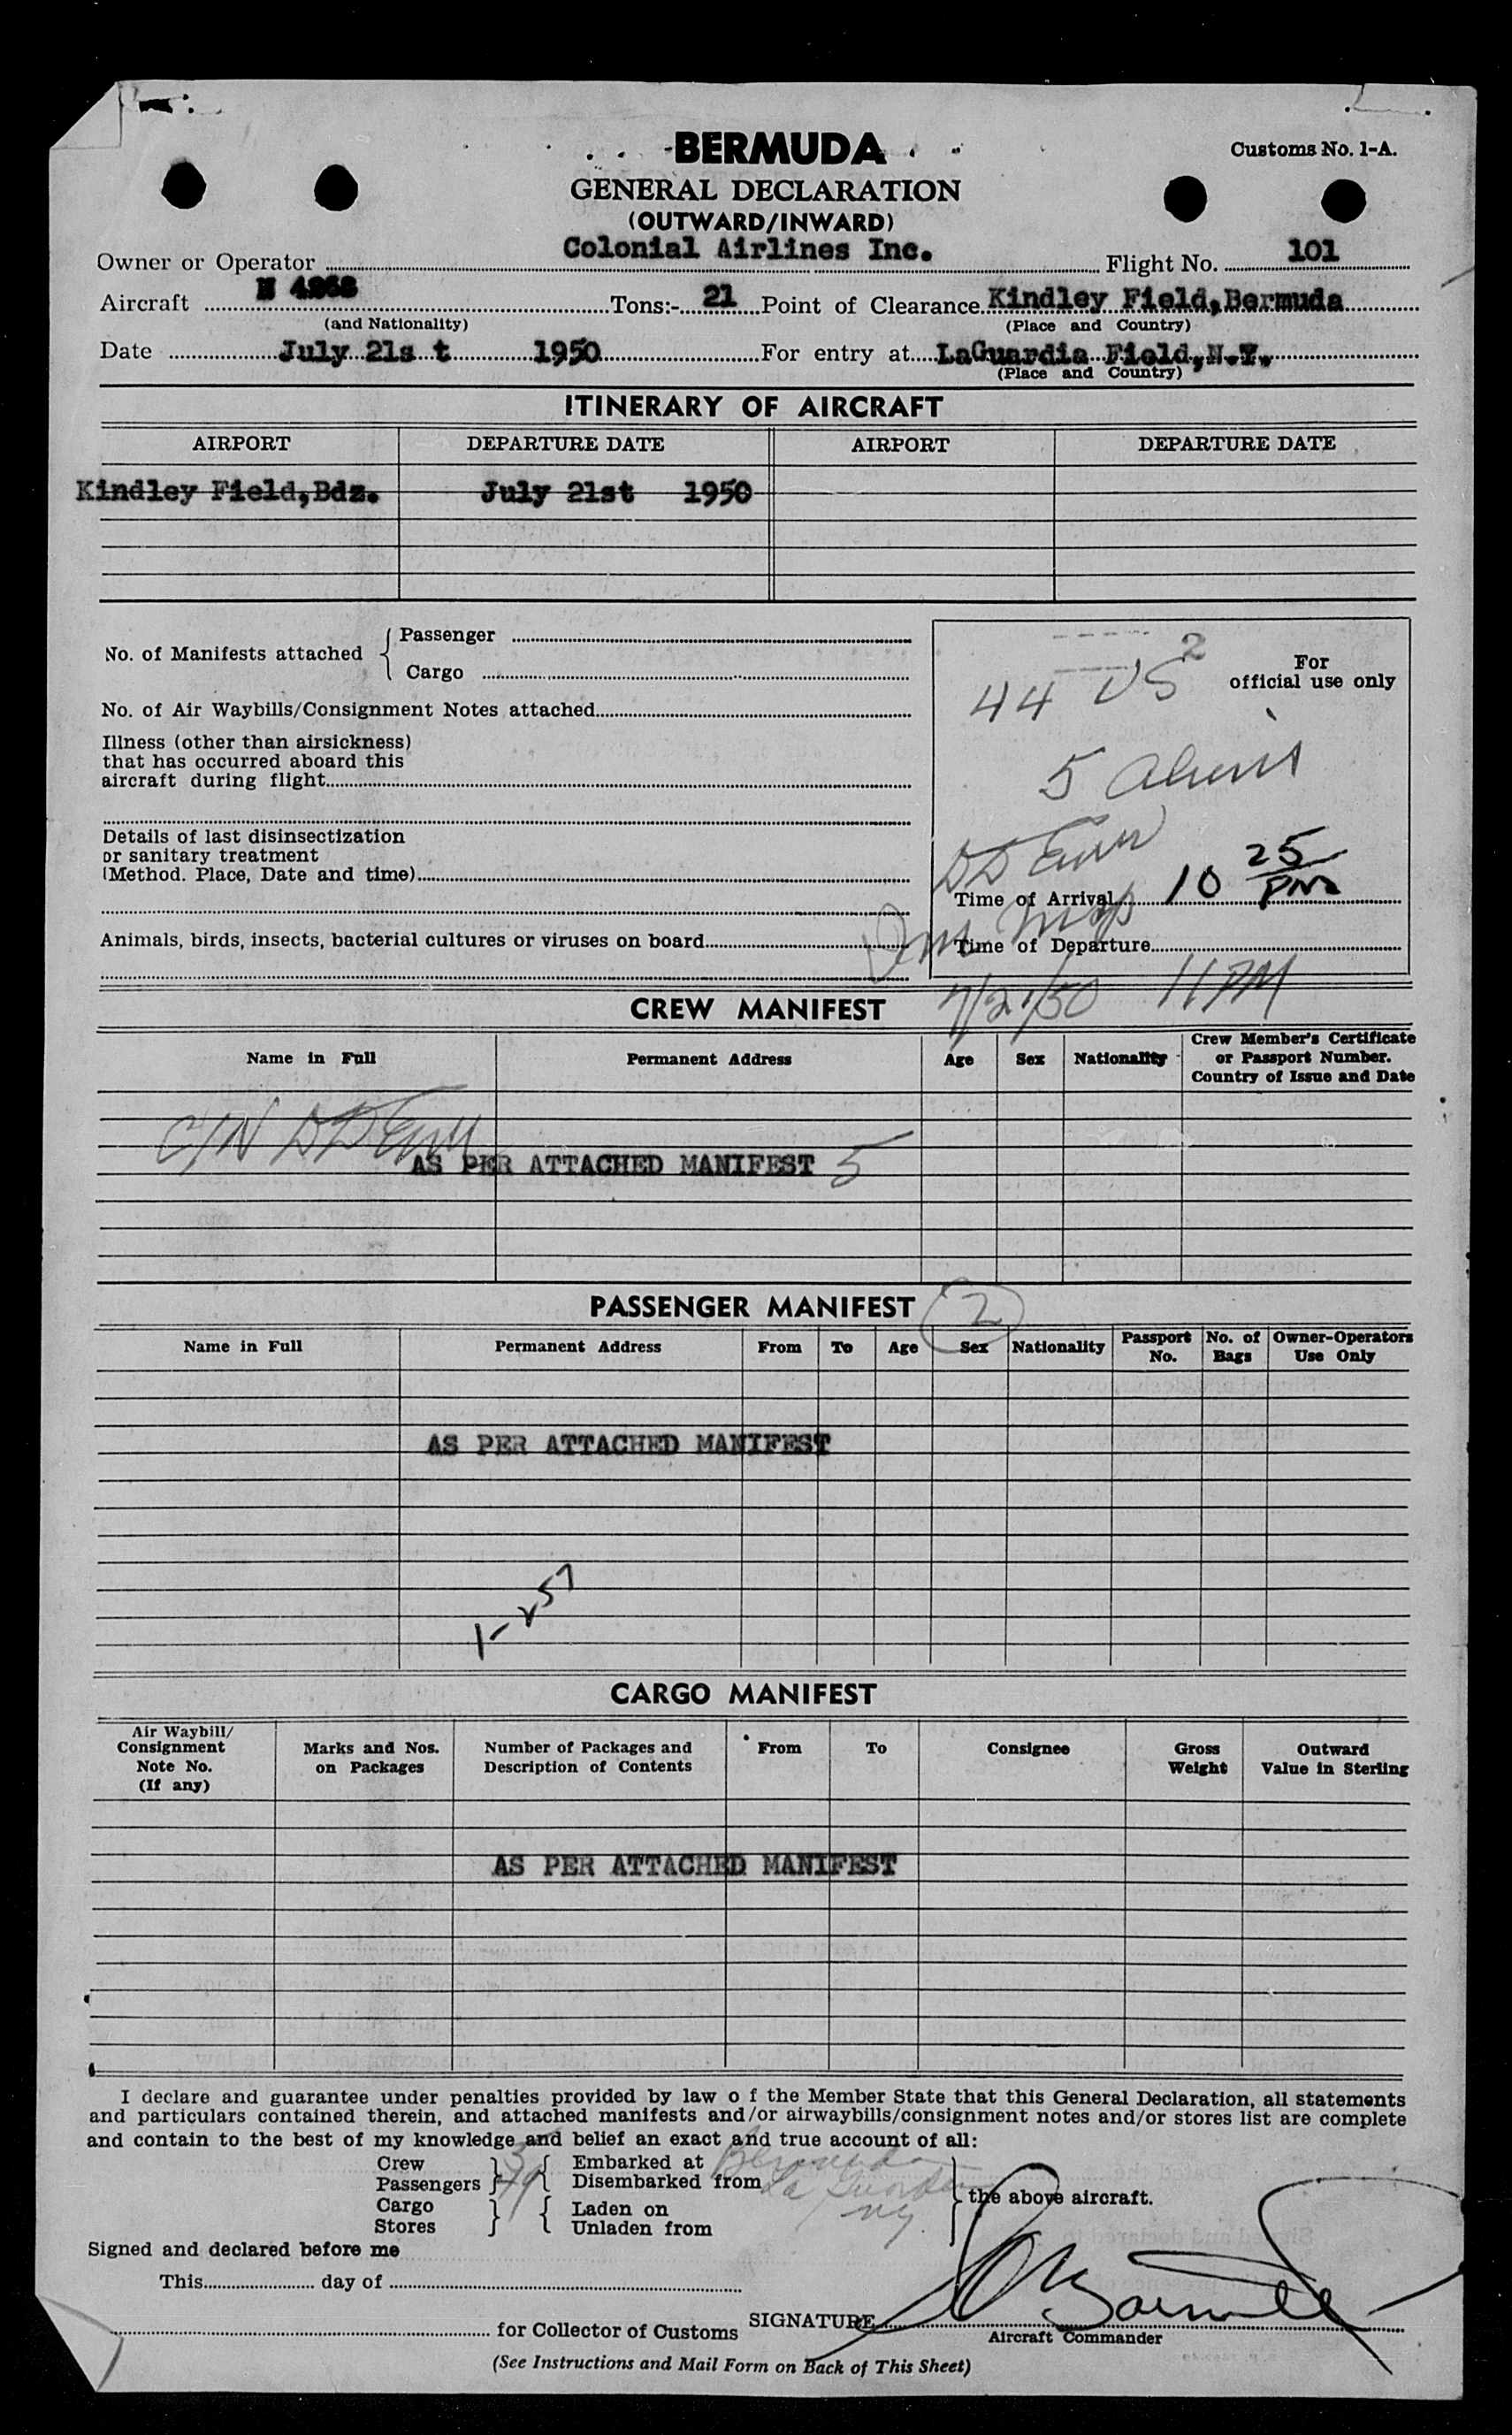 BERMUDA
Customs No. 1-A.
GENERAL DECLARATION
(OUTWARD/INWARD)
Owner or Operator Colonial Airlines Inc. Flight No. 101
Aircraft N Tons:- 21 Point of Clearance Kindley Field, Bermuda
(and Nationality) (Place and Country)
Date July 21s t 1950 For entry at LaGuardia Field, N.Y.
(Place and Country)
ITINERARY OF AIRCRAFT
AIRPORT DEPARTURE DATE AIRPORT DEPARTURE DATE
Kindley Field, Bdz. July 21st 1950
No. of Manifests attached { Passenger
Cargo
For
official use only
2
44 US
No. of Air Waybills/Consignment Notes attached
Illness (other than airsickness)
that has occurred aboard this
aircraft during flight
5 Aliens
Details of last disinsectization
or sanitary treatment
(Method. Place, Date and time)
Time of Arrival 10 25 PM
Animals, birds, insects, bacterial cultures or viruses on board
Time of Departure
7/21/50 11 PM
CREW MANIFEST
Name in Full Permanent Address Age Sex Nationality Crew Member's Certificate
or Passport Number.
Country of Issue and Date
C/N
AS PER ATTACHED MANIFEST 5
PASSENGER MANIFEST 2
Name in Full Permanent Address From To Age Sex Nationality Passport No. No. of Bags Owner-Operators Use Only
AS PER ATTACHED MANIFEST
CARGO MANIFEST
Air Waybill/
Consignment
Note No.
(If any)
Marks and Nos.
on Packages
Number of Packages and
Description of Contents
From
To
Consignee
Gross
Weight
Outward
Value in Sterling
AS PER ATTACHED MANIFEST
I declare and guarantee under penalties provided by law o f the Member State that this General Declaration, all statements
and particulars contained therein, and attached manifests and/or airwaybills/consignment notes and/or stores list are complete
and contain to the best of my knowledge and belief an exact and true account of all:
Crew 5 Embarked at Bermuda
Passengers 49 Disembarked from La Guardia
Cargo Laden on NY
Stores Unladen from
the above aircraft.
Signed and declared before me
This day of
for Collector of Customs SIGNATURE
Aircraft Commander
(See Instructions and Mail Form on Back of This Sheet)